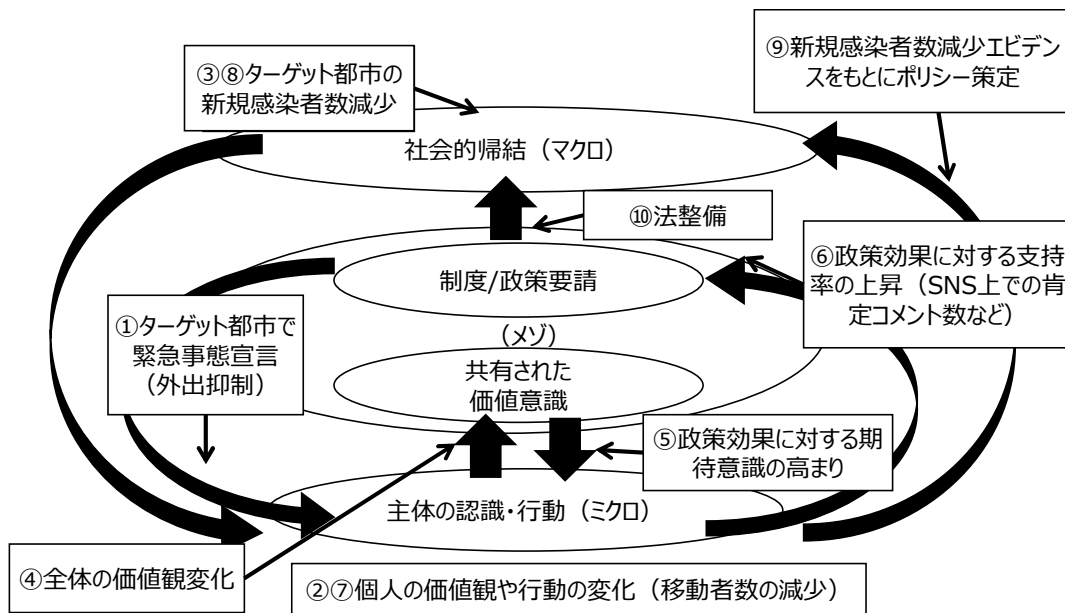 ③⑧ターゲット都市の
新規感染者数減少
⑨新規感染者数減少エビデン
スをもとにポリシー策定
社会的帰結（マクロ）
⑩法整備
⑥政策効果に対する支持
率の上昇（SNS上での肯
定コメント数など）
制度/政策要請
①ターゲット都市で
緊急事態宣言
（外出抑制）
（メゾ）
共有された
価値意識
⑤政策効果に対する期
待意識の高まり
主体の認識・行動（ミクロ）
④全体の価値観変化
②⑦個人の価値観や行動の変化（移動者数の減少）